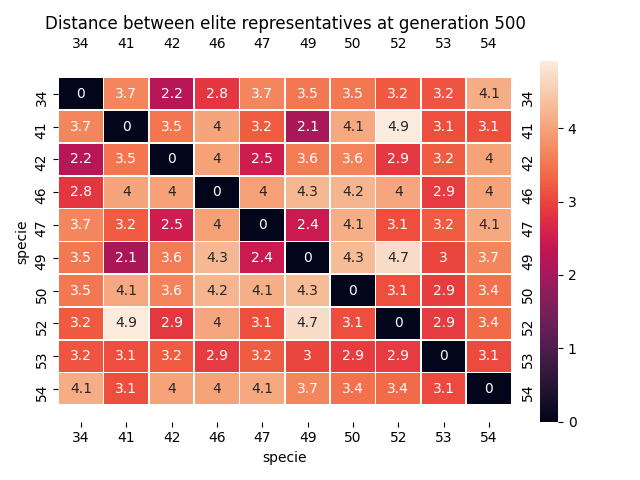 Distance between elite representatives at generation 500
34 41 42 46 47 49 50 52 53 54
34 0 3.7 2.2 2.8 3.7 3.5 3.5 3.2 3.2 4.1 34
41 3.7 0 3.5 4 3.2 2.1 4.1 4.9 3.1 3.1 41
42 2.2 3.5 0 4 2.5 3.6 3.6 2.9 3.2 4 42
46 2.8 4 4 0 4 4.3 4.2 4 2.9 4 46
47 3.7 3.2 2.5 4 0 2.4 4.1 3.1 3.2 4.1 47
49 3.5 2.1 3.6 4.3 2.4 0 4.3 4.7 3 3.7 49
50 3.5 4.1 3.6 4.2 4.1 4.3 0 3.1 2.9 3.4 50
52 3.2 4.9 2.9 4 3.1 4.7 3.1 0 2.9 3.4 52
53 3.2 3.1 3.2 2.9 3.2 3 2.9 2.9 0 3.1 53
54 4.1 3.1 4 4 4.1 3.7 3.4 3.4 3.1 0 54
34 41 42 46 47 49 50 52 53 54
specie
specie
4
3
2
1
0